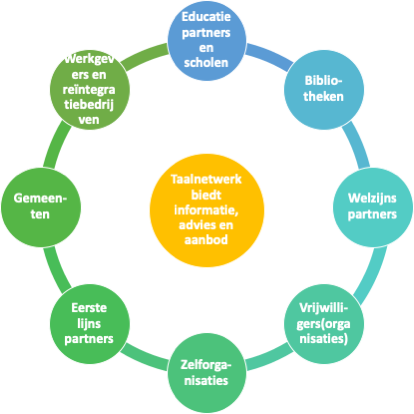 Educatie
partners
en
scholen
Biblio-
theken
Welzijns
partners
Vrijwilli-
gers(orga
nisaties)
Zelforga-
nisaties
Eerste
lijns
partners
Gemeen-
ten
Werkgev
ers en
reïntegra
tiebedrij
ven
Taalnetwerk
biedt
informatie,
advies en
aanbod